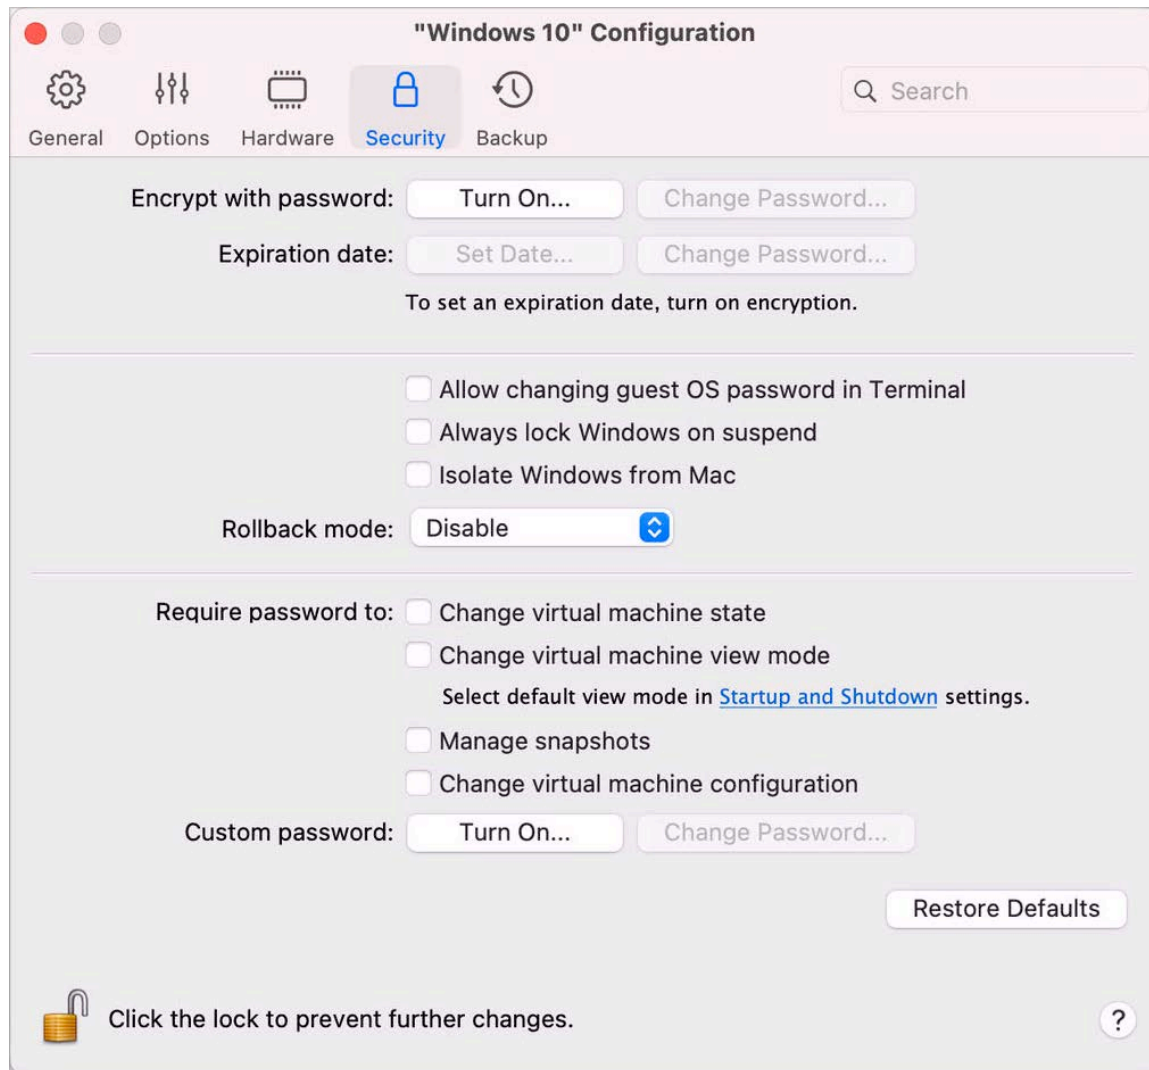 "Windows 10" Configuration
Search
General Options Hardware Security Backup
Encrypt with password: Turn On... Change Password...
Expiration date: Set Date... Change Password...
To set an expiration date, turn on encryption.
Allow changing guest OS password in Terminal
Always lock Windows on suspend
Isolate Windows from Mac
Rollback mode: Disable
Require password to: Change virtual machine state
Change virtual machine view mode
Select default view mode in Startup and Shutdown settings.
Manage snapshots
Change virtual machine configuration
Custom password: Turn On... Change Password...
Restore Defaults
Click the lock to prevent further changes. ?